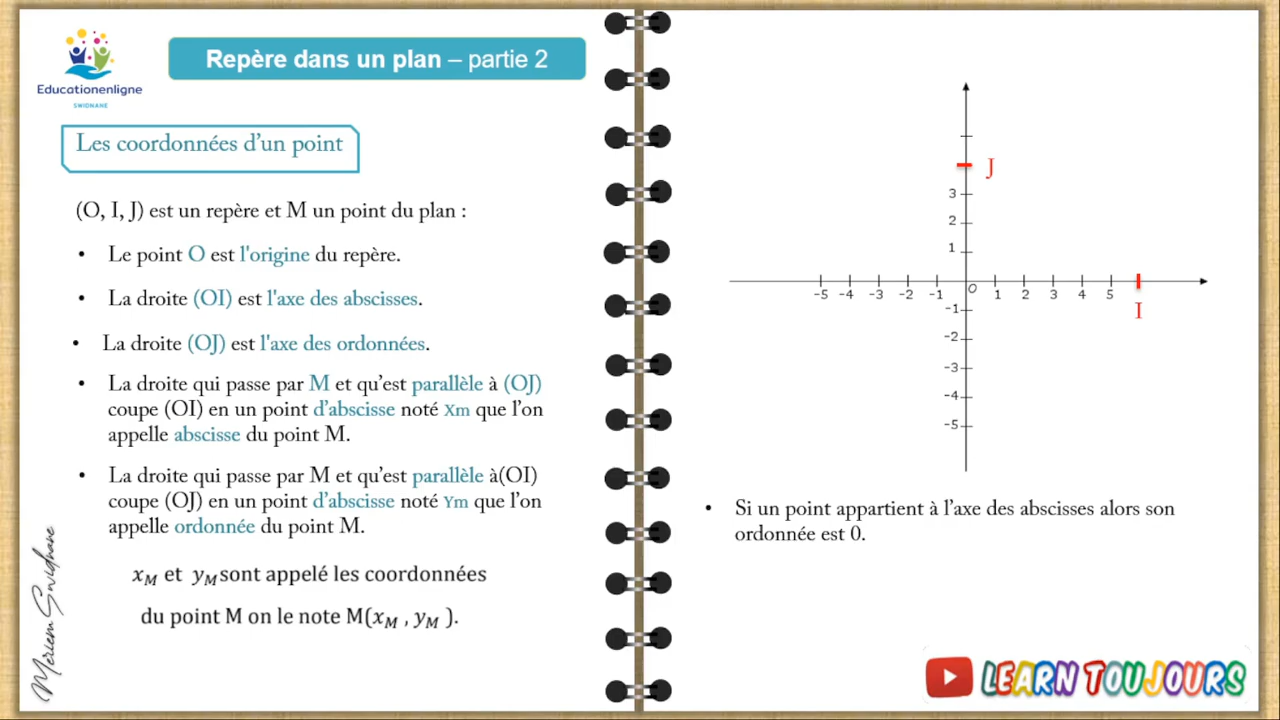 Educationenligne
SWIDNANE
Repère dans un plan – partie 2
Les coordonnées d'un point
(O, I, J) est un repère et M un point du plan :
• Le point O est l'origine du repère.
• La droite (OI) est l'axe des abscisses.
• La droite (OJ) est l'axe des ordonnées.
• La droite qui passe par M et qu'est parallèle à (OJ)
coupe (OI) en un point d'abscisse noté Xm que l'on
appelle abscisse du point M.
• La droite qui passe par M et qu'est parallèle à(OI)
coupe (OJ) en un point d'abscisse noté Ym que l'on
appelle ordonnée du point M.
x_M et y_M sont appelé les coordonnées
du point M on le note M(x_M , y_M ).
Meriem Swidnane
J
3
2
1
-5 -4 -3 -2 -1 O 1 2 3 4 5
I
-1
-2
-3
-4
-5
• Si un point appartient à l'axe des abscisses alors son
ordonnée est 0.
LEARN TOUJOURS